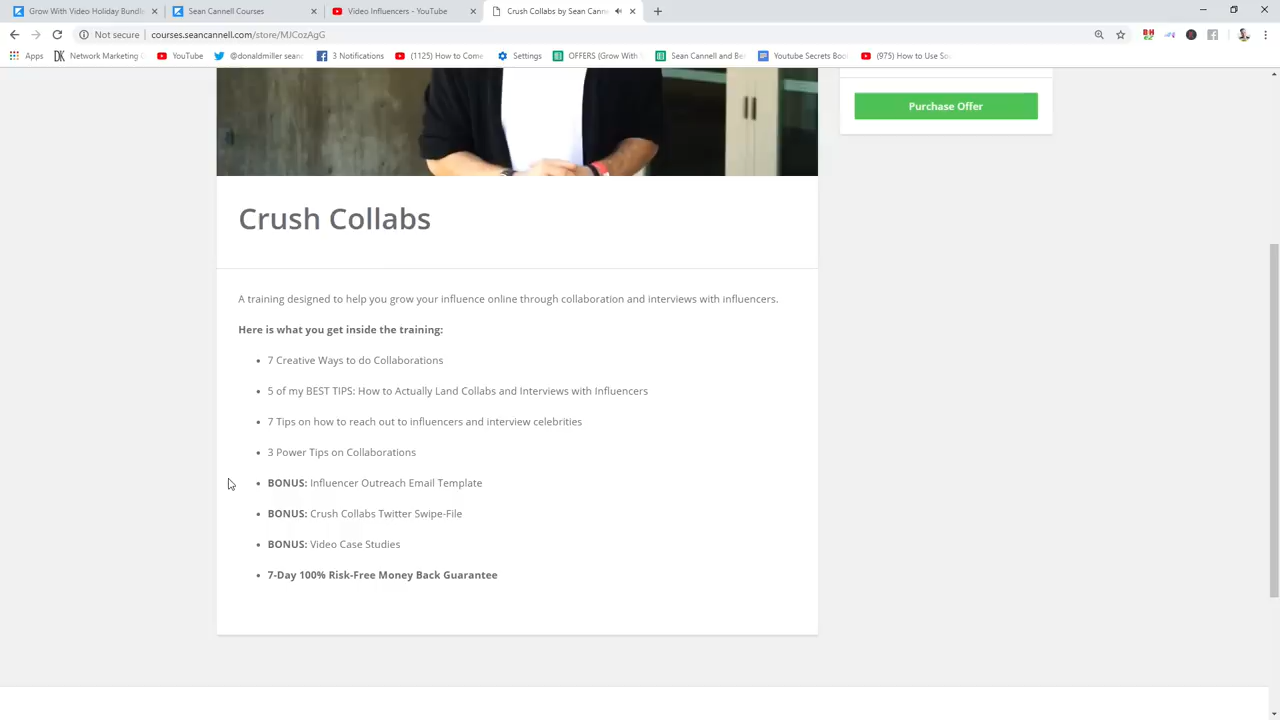 Grow With Video Holiday Bundl
Sean Cannell Courses
Video Influencers - YouTube
Crush Collabs by Sean Cann
Not secure
courses.seancannell.com/store/MJCozAgG
Apps
Network Marketing
YouTube
@donaldmiller sean
3 Notifications
(1125) How to Come
Settings
OFFERS (Grow With
Sean Cannell and Be
Youtube Secrets Boo
(975) How to Use So
Purchase Offer
Crush Collabs
A training designed to help you grow your influence online through collaboration and interviews with influencers.
Here is what you get inside the training:
• 7 Creative Ways to do Collaborations
• 5 of my BEST TIPS: How to Actually Land Collabs and Interviews with Influencers
• 7 Tips on how to reach out to influencers and interview celebrities
• 3 Power Tips on Collaborations
• BONUS: Influencer Outreach Email Template
• BONUS: Crush Collabs Twitter Swipe-File
• BONUS: Video Case Studies
• 7-Day 100% Risk-Free Money Back Guarantee